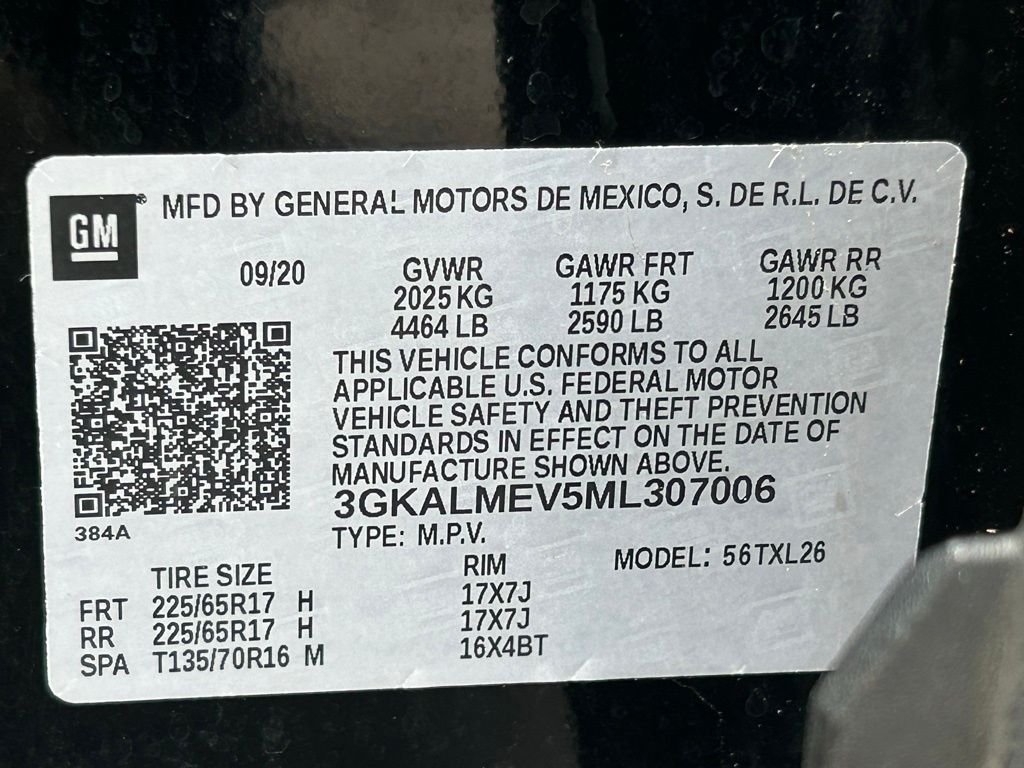 GM® MFD BY GENERAL MOTORS DE MEXICO, S. DE R.L. DE C.V.
09/20 GVWR GAWR FRT GAWR RR
2025 KG 1175 KG 1200 KG
4464 LB 2590 LB 2645 LB
THIS VEHICLE CONFORMS TO ALL
APPLICABLE U.S. FEDERAL MOTOR
VEHICLE SAFETY AND THEFT PREVENTION
STANDARDS IN EFFECT ON THE DATE OF
MANUFACTURE SHOWN ABOVE.
3GKALMEV5ML307006
384A
TYPE: M.P.V.
MODEL: 56TXL26
TIRE SIZE RIM
FRT 225/65R17 H 17X7J
RR 225/65R17 H 17X7J
SPA T135/70R16 M 16X4BT